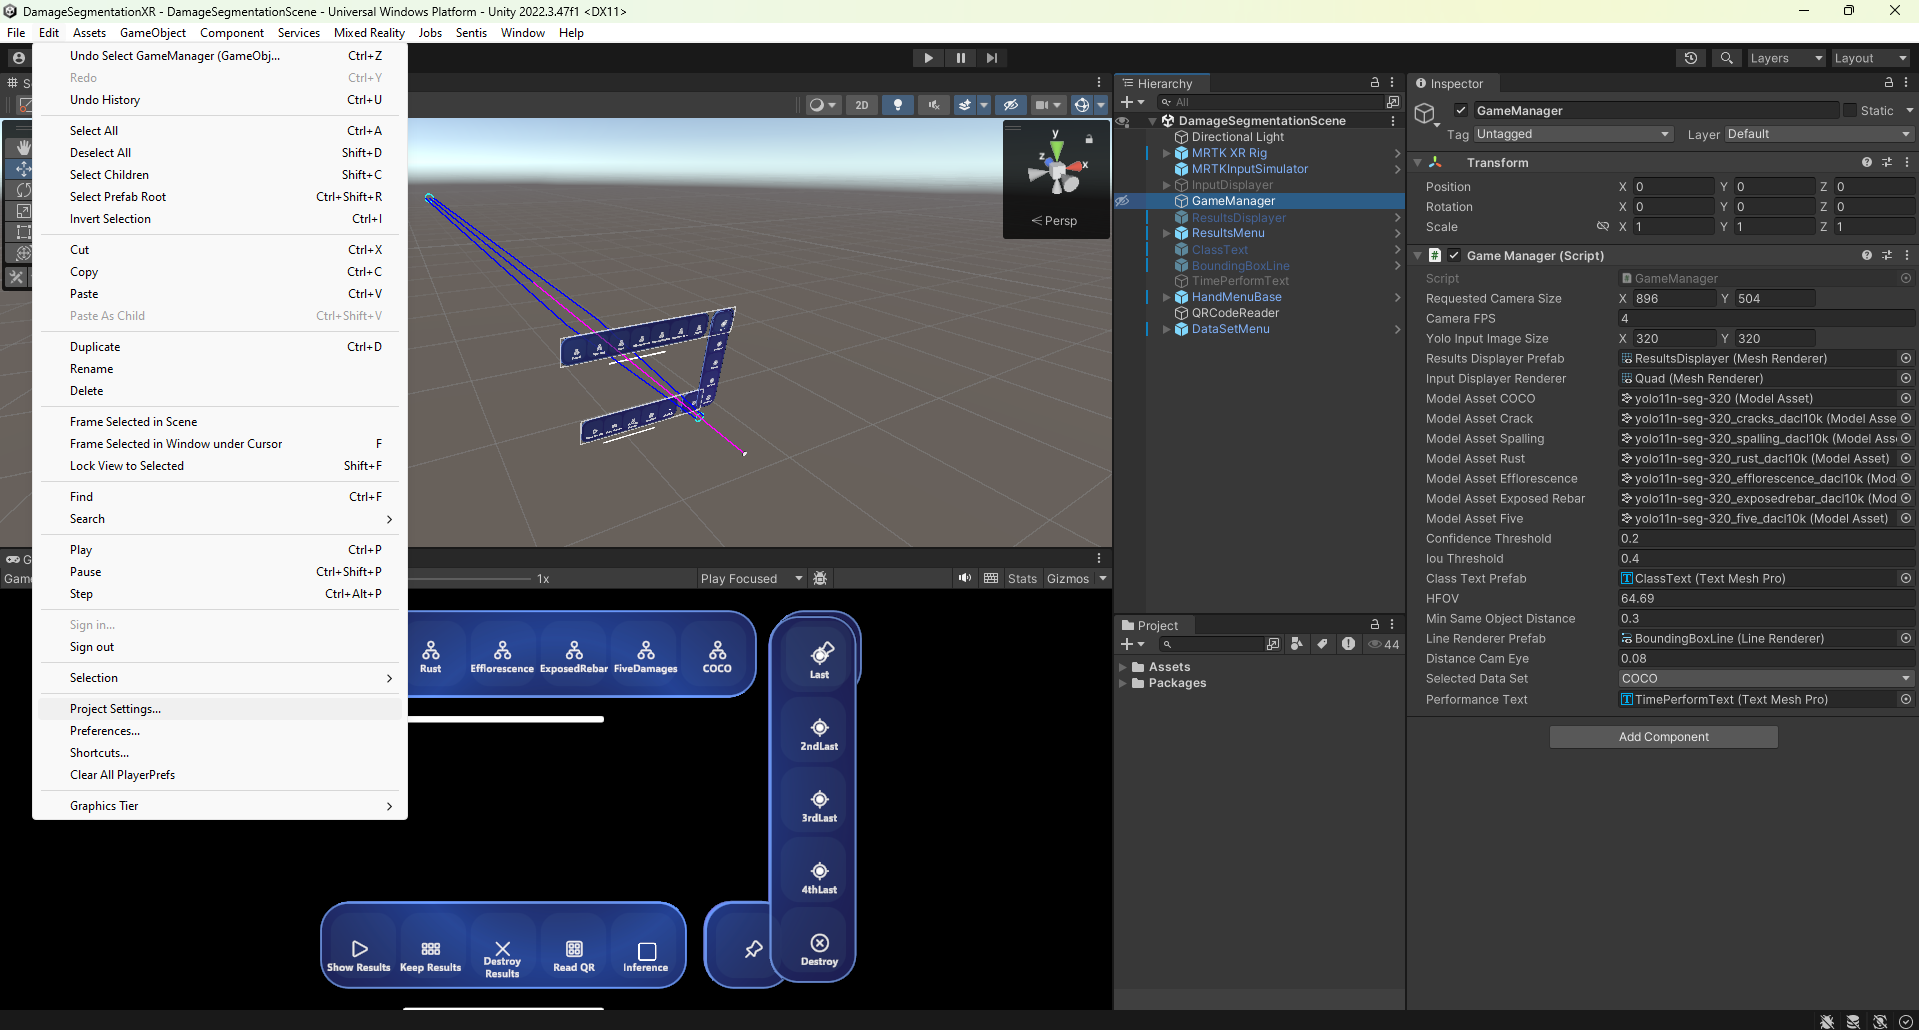 DamageSegmentationXR - DamageSegmentationScene - Universal Windows Platform - Unity 2022.3.47f1 <DX11>
File Edit Assets GameObject Component Services Mixed Reality Jobs Sentis Window Help
Undo Select GameManager (GameObj... Ctrl+Z
Redo Ctrl+Y
Undo History Ctrl+U
Select All Ctrl+A
Deselect All Shift+D
Select Children Shift+C
Select Prefab Root Ctrl+Shift+R
Invert Selection Ctrl+I
Cut Ctrl+X
Copy Ctrl+C
Paste Ctrl+V
Paste As Child Ctrl+Shift+V
Duplicate Ctrl+D
Rename
Delete
Frame Selected in Scene
Frame Selected in Window under Cursor F
Lock View to Selected Shift+F
Find Ctrl+F
Search
Play Ctrl+P
Pause Ctrl+Shift+P
Step Ctrl+Alt+P
Sign in...
Sign out
Selection
Project Settings...
Preferences...
Shortcuts...
Clear All PlayerPrefs
Graphics Tier
Layers Layout
2D
y
z x
Persp
Game
1x Play Focused Stats Gizmos
Rust Efflorescence ExposedRebar FiveDamages COCO
Last
2ndLast
3rdLast
4thLast
Destroy
Show Results Keep Results Destroy Results Read QR Inference
Hierarchy
All
DamageSegmentationScene
Directional Light
MRTK XR Rig
MRTKInputSimulator
InputDisplayer
GameManager
ResultsDisplayer
ResultsMenu
ClassText
BoundingBoxLine
TimePerformText
HandMenuBase
QRCodeReader
DataSetMenu
Project
44
Assets
Packages
Inspector
GameManager Static
Tag Untagged Layer Default
Transform
Position X 0 Y 0 Z 0
Rotation X 0 Y 0 Z 0
Scale X 1 Y 1 Z 1
Game Manager (Script)
Script GameManager
Requested Camera Size X 896 Y 504
Camera FPS 4
Yolo Input Image Size X 320 Y 320
Results Displayer Prefab ResultsDisplayer (Mesh Renderer)
Input Displayer Renderer Quad (Mesh Renderer)
Model Asset COCO yolo11n-seg-320 (Model Asset)
Model Asset Crack yolo11n-seg-320_cracks_dacl10k (Model Asse
Model Asset Spalling yolo11n-seg-320_spalling_dacl10k (Model Ass
Model Asset Rust yolo11n-seg-320_rust_dacl10k (Model Asset)
Model Asset Efflorescence yolo11n-seg-320_efflorescence_dacl10k (Mod
Model Asset Exposed Rebar yolo11n-seg-320_exposedrebar_dacl10k (Mod
Model Asset Five yolo11n-seg-320_five_dacl10k (Model Asset)
Confidence Threshold 0.2
Iou Threshold 0.4
Class Text Prefab ClassText (Text Mesh Pro)
HFOV 64.69
Min Same Object Distance 0.3
Line Renderer Prefab BoundingBoxLine (Line Renderer)
Distance Cam Eye 0.08
Selected Data Set COCO
Performance Text TimePerformText (Text Mesh Pro)
Add Component